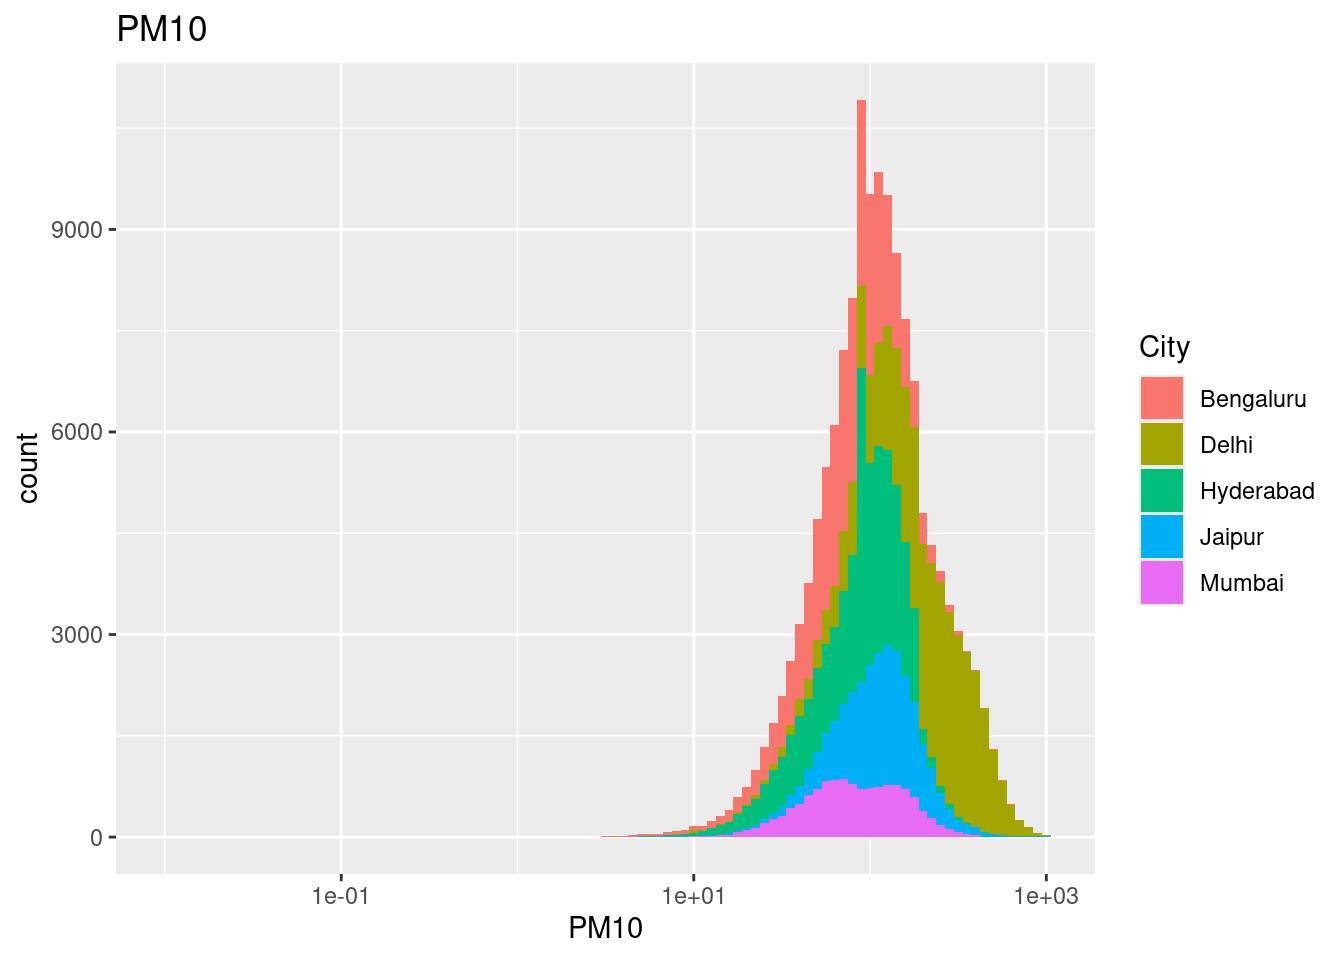 PM10
9000
6000
3000
0
count
1e-01
1e+01
1e+03
PM10
City
Bengaluru
Delhi
Hyderabad
Jaipur
Mumbai